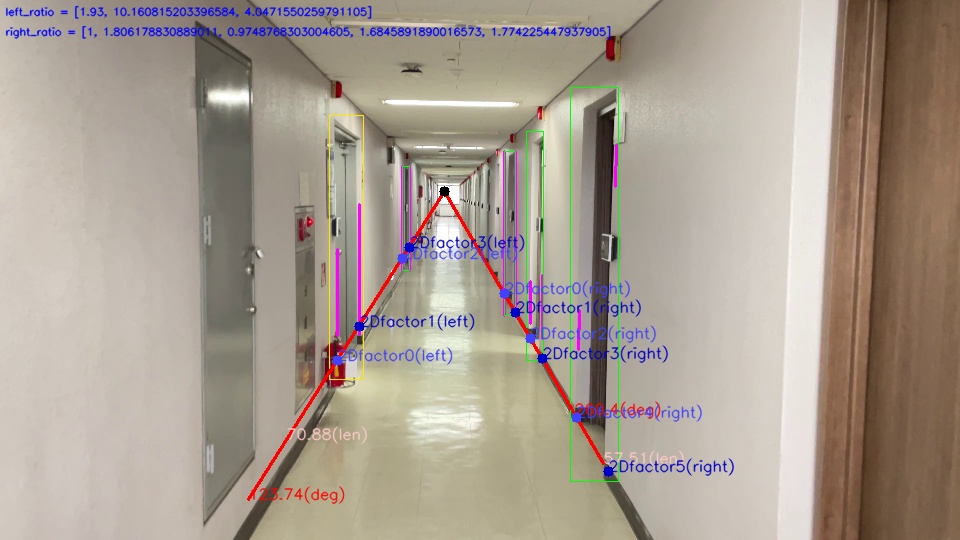 left_ratio = [1.93, 10.160815203396584, 4.0471550259791105]
right_ratio = [1, 1.806178830889011, 0.9748768303004605, 1.6845891890016573, 1.774225447937905]
2Dfactor3(left)
2Dfactor2(left)
2Dfactor0(right)
2Dfactor1(right)
2Dfactor1(left)
2Dfactor2(right)
2Dfactor0(left)
2Dfactor3(right)
2Dfactor4(right)
70.88(len)
57.51(len)
2Dfactor5(right)
123.74(deg)